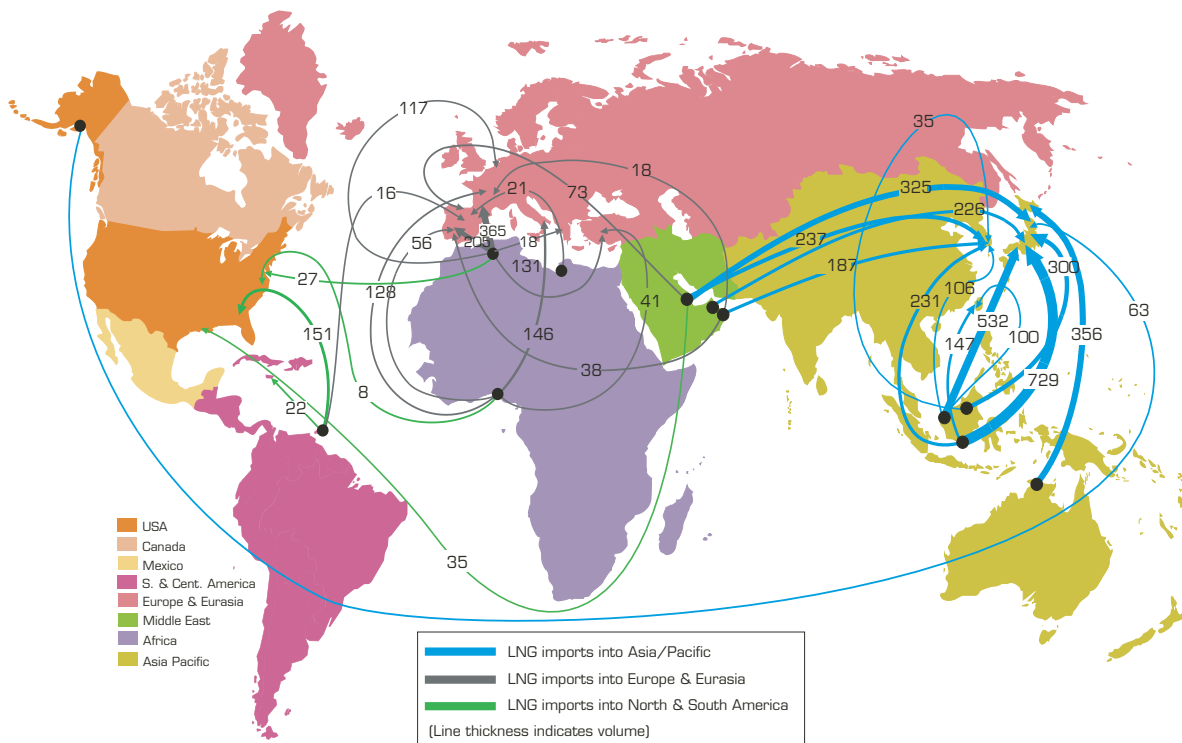 117
35
16
21
73
18
325
226
56
365
205
18
237
131
187
300
27
128
41
231
106
63
151
146
532
356
147
100
38
729
8
22
35
USA
Canada
Mexico
S. & Cent. America
Europe & Eurasia
Middle East
Africa
Asia Pacific
LNG imports into Asia/Pacific
LNG imports into Europe & Eurasia
LNG imports into North & South America
(Line thickness indicates volume)